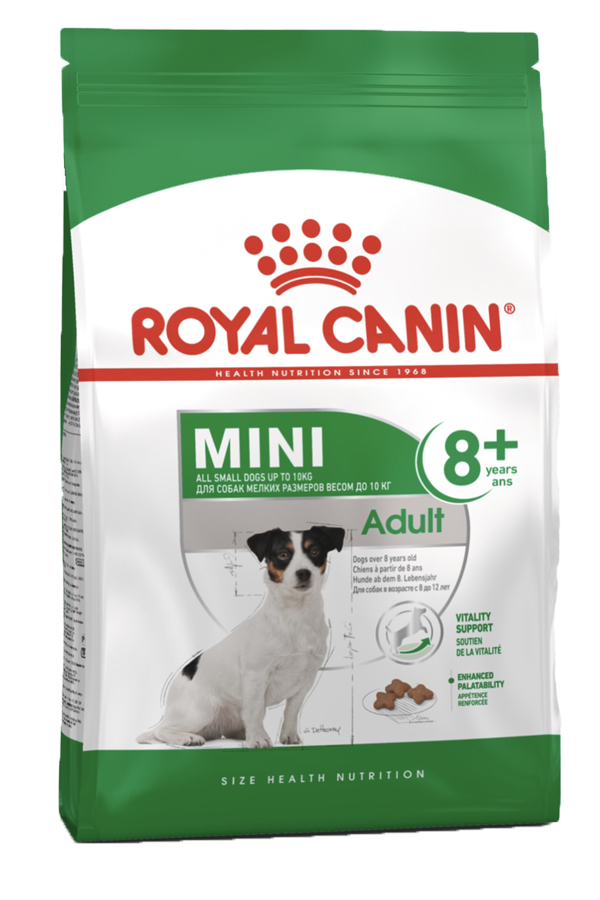 ROYAL CANIN®
HEALTH NUTRITION SINCE 1968
MINI
ALL SMALL DOGS UP TO 10KG
ДЛЯ СОБАК МЕЛКИХ РАЗМЕРОВ ВЕСОМ ДО 10 КГ
8+
years
ans
Adult
Dogs over 8 years old
Chiens à partir de 8 ans
Hunde ab dem 8. Lebensjahr
Для собак в возрасте с 8 до 12 лет
VITALITY
SUPPORT
SOUTIEN
DE LA VITALITÉ
ENHANCED
PALATABILITY
APPÉTENCE
RENFORCÉE
SIZE HEALTH NUTRITION